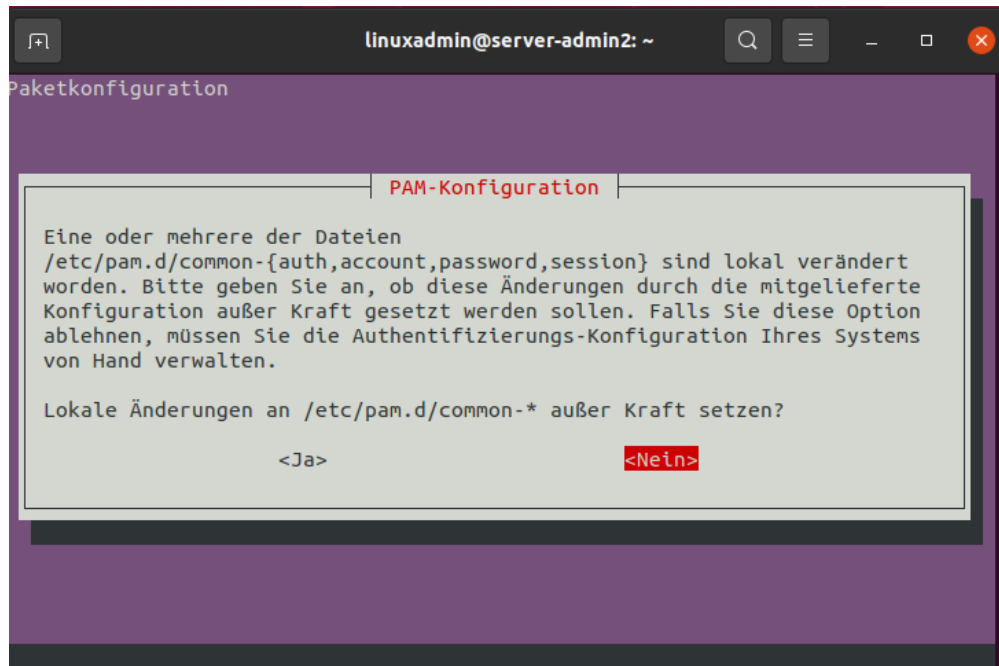 linuxadmin@server-admin2: ~
Paketkonfiguration
PAM-Konfiguration
Eine oder mehrere der Dateien
/etc/pam.d/common-{auth,account,password,session} sind lokal verändert
worden. Bitte geben Sie an, ob diese Änderungen durch die mitgelieferte
Konfiguration außer Kraft gesetzt werden sollen. Falls Sie diese Option
ablehnen, müssen Sie die Authentifizierungs-Konfiguration Ihres Systems
von Hand verwalten.
Lokale Änderungen an /etc/pam.d/common-* außer Kraft setzen?
<Ja> <Nein>